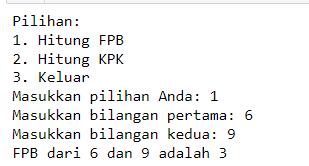 Pilihan:
1. Hitung FPB
2. Hitung KPK
3. Keluar
Masukkan pilihan Anda: 1
Masukkan bilangan pertama: 6
Masukkan bilangan kedua: 9
FPB dari 6 dan 9 adalah 3